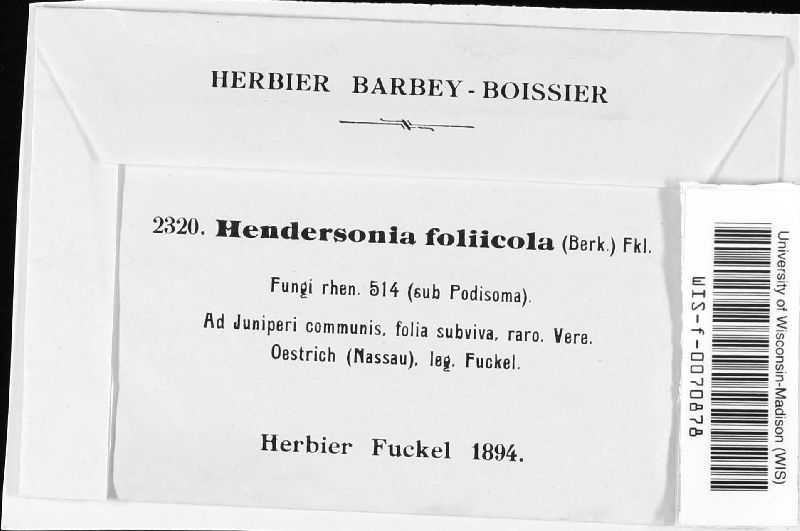 HERBIER BARBEY-BOISSIER
2320. Hendersonia foliicola (Berk.) Fkl.
Fungi rhen. 514 (sub Podisoma).
Ad Juniperi communis, folia subviva, raro. Vere.
Oestrich (Nassau), leg. Fuckel.
Herbier Fuckel 1894.
University of Wisconsin-Madison (WIS)
WIS-f-0070878